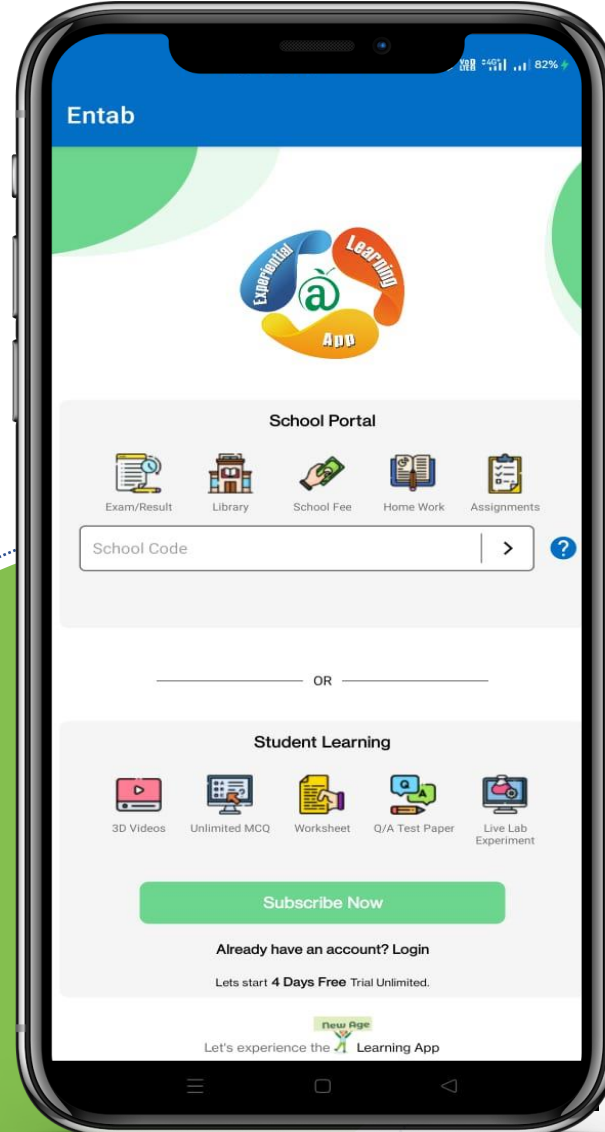 82%
Entab
Experiential Learning App
à
School Portal
Exam/Result Library School Fee Home Work Assignments
School Code > ?
OR
Student Learning
3D Videos Unlimited MCQ Worksheet Q/A Test Paper Live Lab
Experiment
Subscribe Now
Already have an account? Login
Lets start 4 Days Free Trial Unlimited.
New Age
Let's experience the Learning App